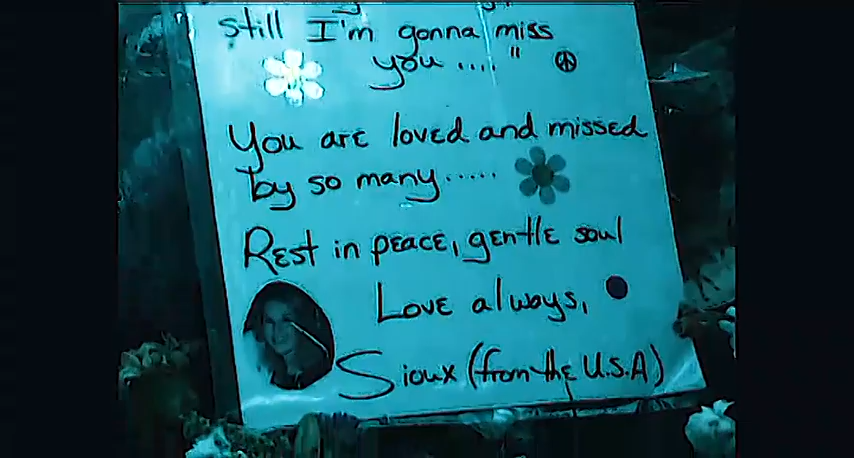 still I'm gonna miss
you ...."
You are loved and missed
by so many.....
Rest in peace, gentle soul
Love always,
Sioux (from the U.S.A)